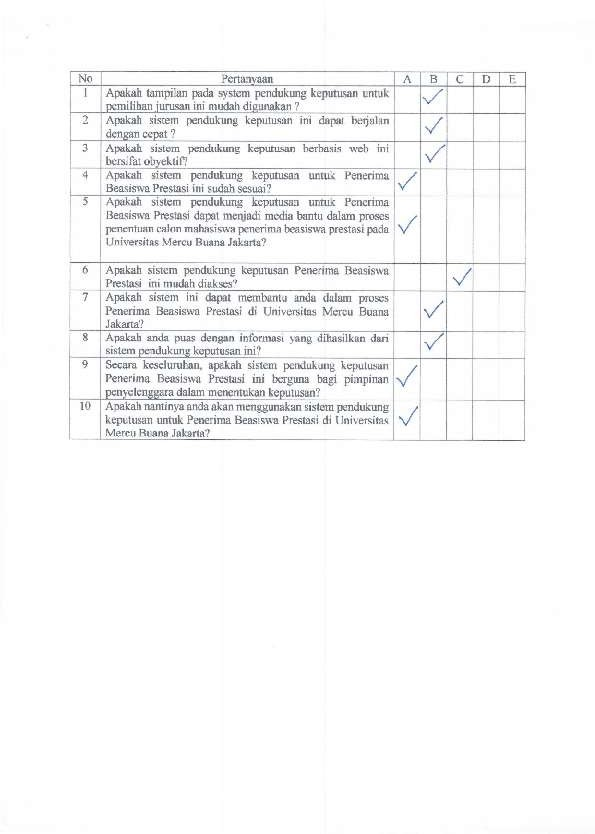 No Pertanyaan A B C D E
1 Apakah tampilan pada system pendukung keputusan untuk
pemilihan jurusan ini mudah digunakan ?
2 Apakah sistem pendukung keputusan ini dapat berjalan
dengan cepat ?
3 Apakah sistem pendukung keputusan berbasis web ini
bersifat obyektif?
4 Apakah sistem pendukung keputusan untuk Penerima
Beasiswa Prestasi ini sudah sesuai?
5 Apakah sistem pendukung keputusan untuk Penerima
Beasiswa Prestasi dapat menjadi media bantu dalam proses
penentuan calon mahasiswa penerima beasiswa prestasi pada
Universitas Mercu Buana Jakarta?
6 Apakah sistem pendukung keputusan Penerima Beasiswa
Prestasi ini mudah diakses?
7 Apakah sistem ini dapat membantu anda dalam proses
Penerima Beasiswa Prestasi di Universitas Mercu Buana
Jakarta?
8 Apakah anda puas dengan informasi yang dihasilkan dari
sistem pendukung keputusan ini?
9 Secara keseluruhan, apakah sistem pendukung keputusan
Penerima Beasiswa Prestasi ini berguna bagi pimpinan
penyelenggara dalam menentukan keputusan?
10 Apakah nantinya anda akan menggunakan sistem pendukung
keputusan untuk Penerima Beasiswa Prestasi di Universitas
Mercu Buana Jakarta?